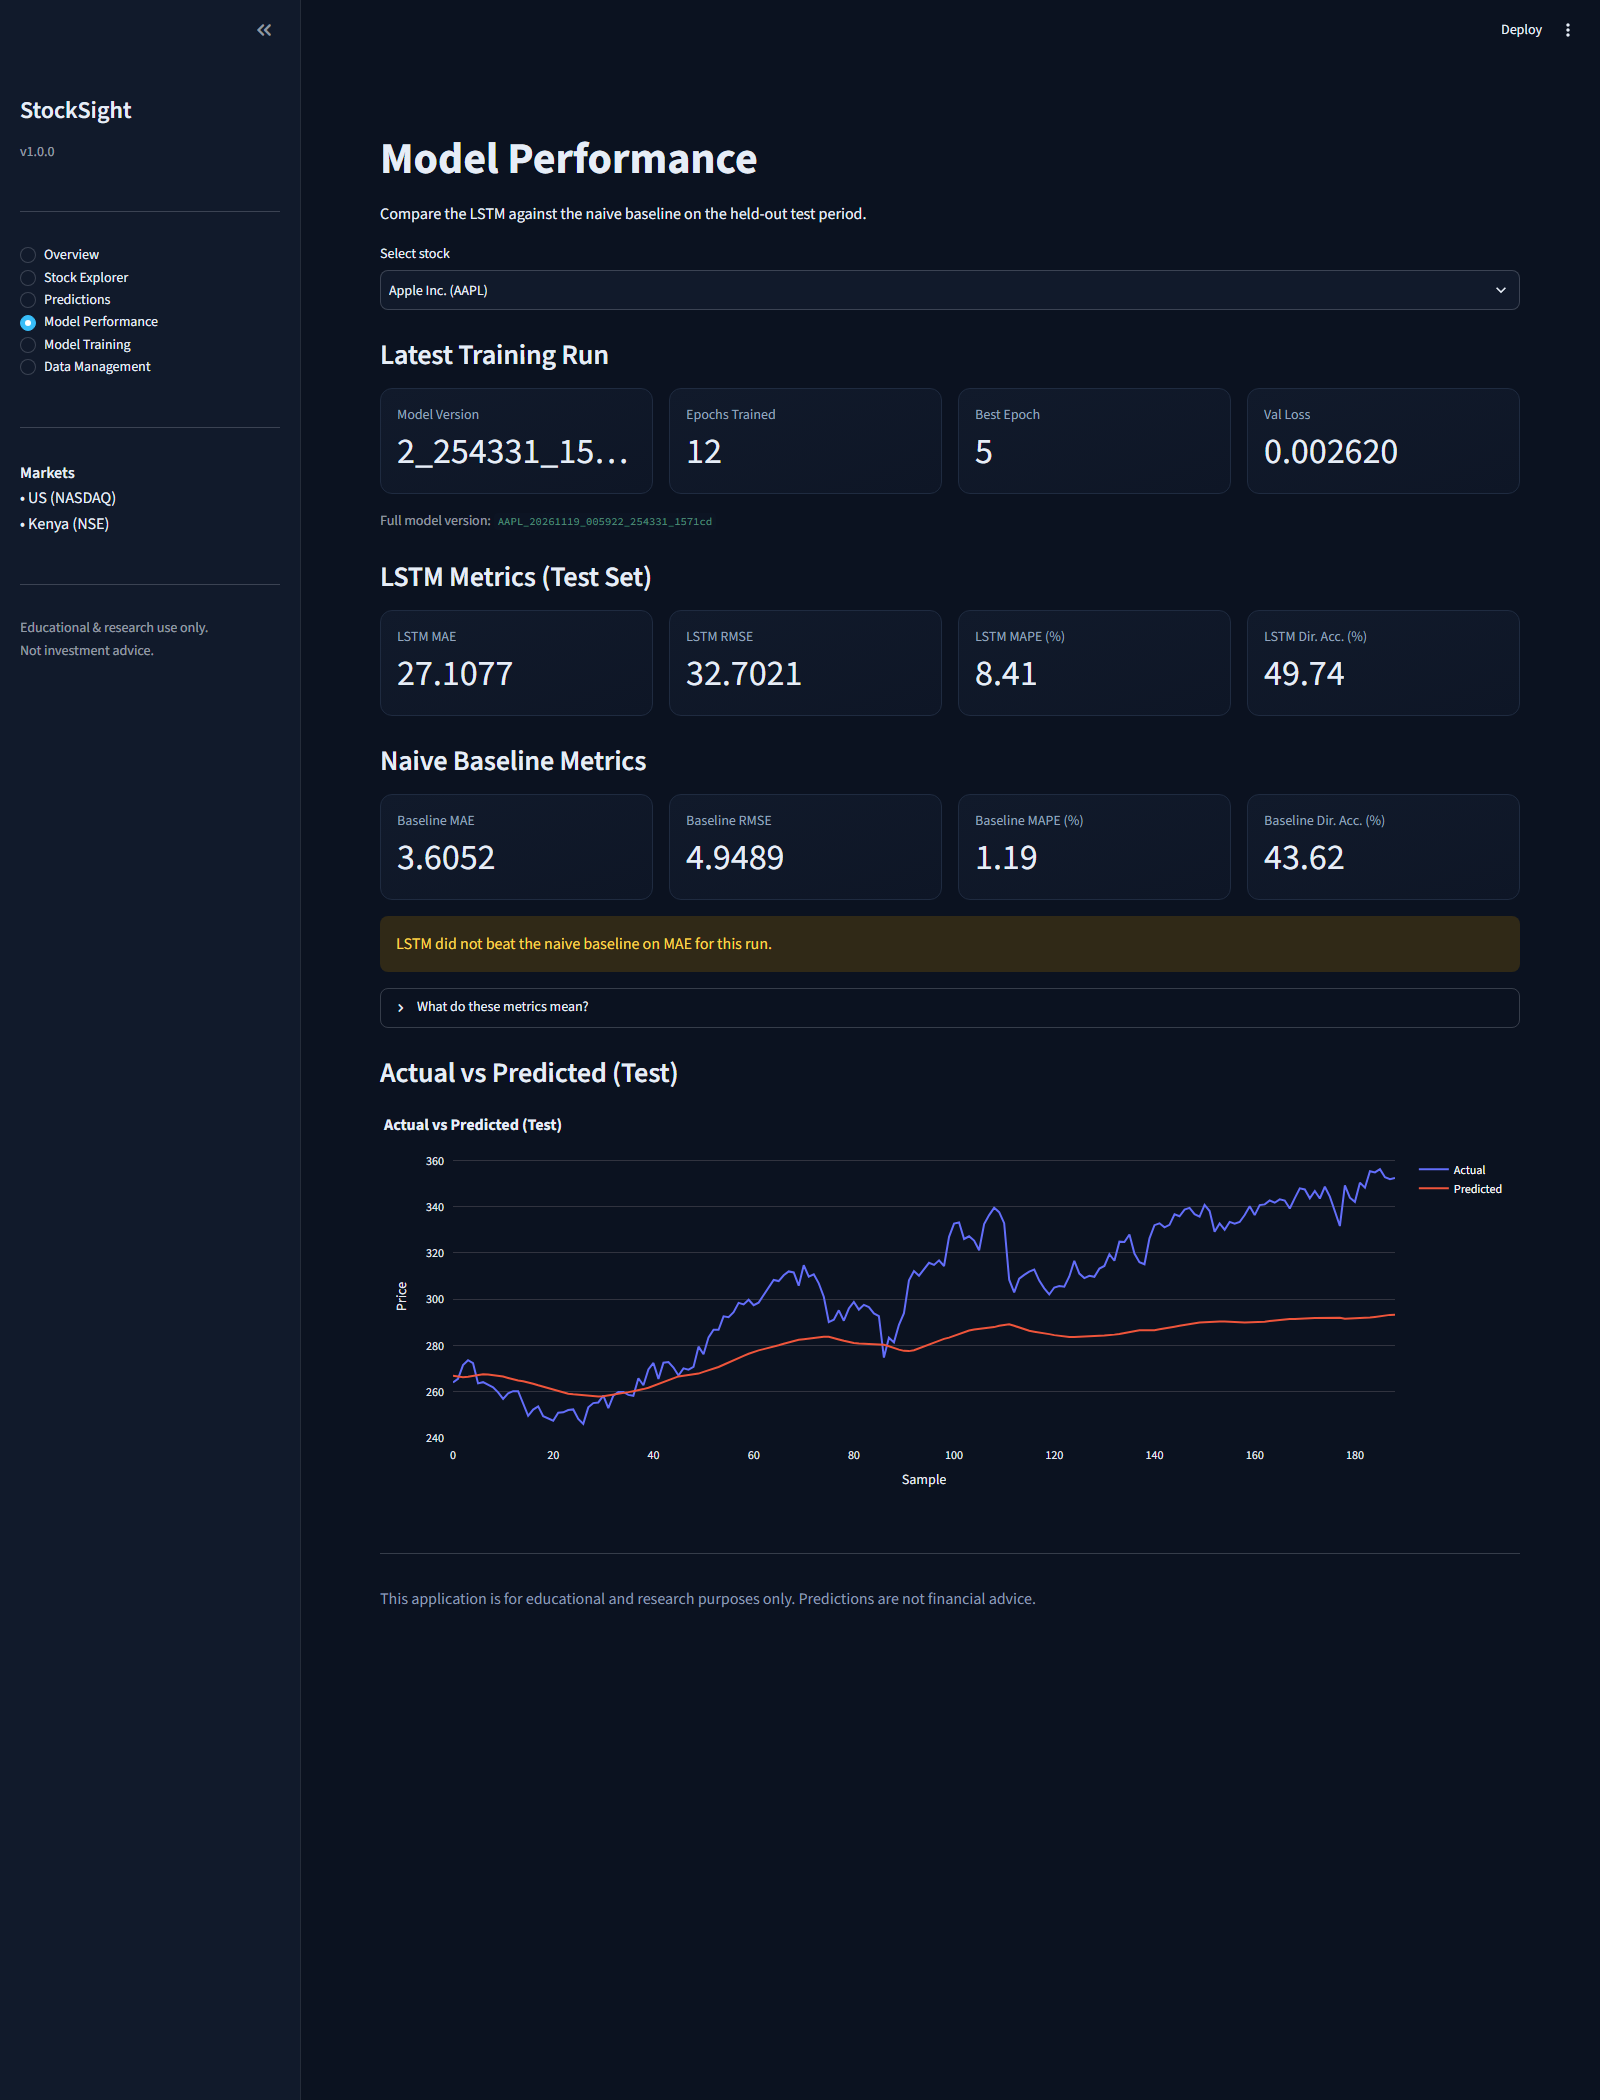 Deploy
StockSight
v1.0.0
Overview
Stock Explorer
Predictions
Model Performance
Model Training
Data Management
Markets
• US (NASDAQ)
• Kenya (NSE)
Educational & research use only.
Not investment advice.
Model Performance
Compare the LSTM against the naive baseline on the held-out test period.
Select stock
Apple Inc. (AAPL)
Latest Training Run
Model Version
2_254331_15…
Epochs Trained
12
Best Epoch
5
Val Loss
0.002620
Full model version: AAPL_20261119_005922_254331_1571cd
LSTM Metrics (Test Set)
LSTM MAE
27.1077
LSTM RMSE
32.7021
LSTM MAPE (%)
8.41
LSTM Dir. Acc. (%)
49.74
Naive Baseline Metrics
Baseline MAE
3.6052
Baseline RMSE
4.9489
Baseline MAPE (%)
1.19
Baseline Dir. Acc. (%)
43.62
LSTM did not beat the naive baseline on MAE for this run.
What do these metrics mean?
Actual vs Predicted (Test)
Actual vs Predicted (Test)
360
340
320
300
280
260
240
Price
0 20 40 60 80 100 120 140 160 180
Sample
Actual
Predicted
This application is for educational and research purposes only. Predictions are not financial advice.